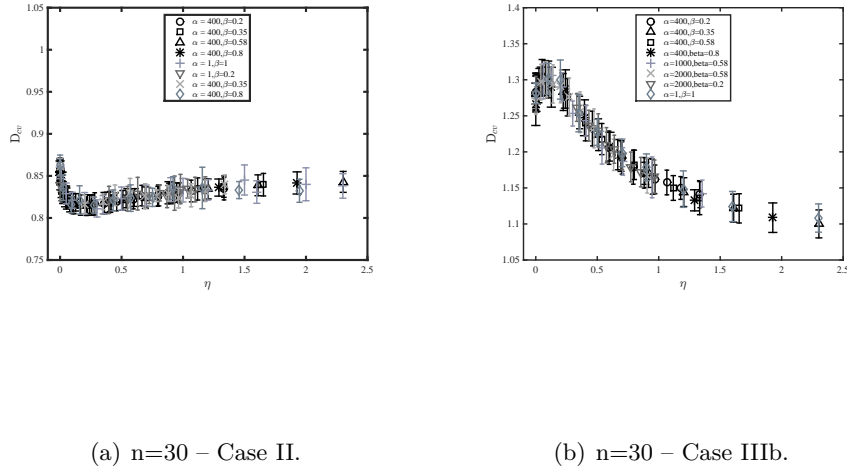 1.05
1
0.95
0.9
0.85
0.8
0.75
D_cv
0 0.5 1 1.5 2 2.5
η
α = 400,β=0.2
α = 400,β=0.35
α = 400,β=0.58
α = 400,β=0.8
α = 1,β=1
α = 1,β=0.2
α = 400,β=0.35
α = 400,β=0.8
(a) n=30 – Case II.
1.4
1.35
1.3
1.25
1.2
1.15
1.1
1.05
D_cv
0 0.5 1 1.5 2 2.5
η
α=400,β=0.2
α=400,β=0.35
α=400,β=0.58
α=400,beta=0.8
α=1000,beta=0.58
α=2000,beta=0.58
α=2000,beta=0.2
α=1,β=1
(b) n=30 – Case IIIb.